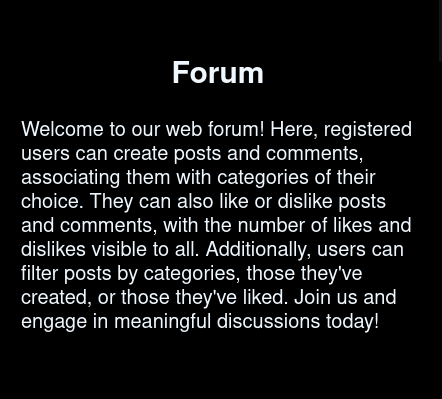 Forum
Welcome to our web forum! Here, registered
users can create posts and comments,
associating them with categories of their
choice. They can also like or dislike posts
and comments, with the number of likes and
dislikes visible to all. Additionally, users can
filter posts by categories, those they've
created, or those they've liked. Join us and
engage in meaningful discussions today!